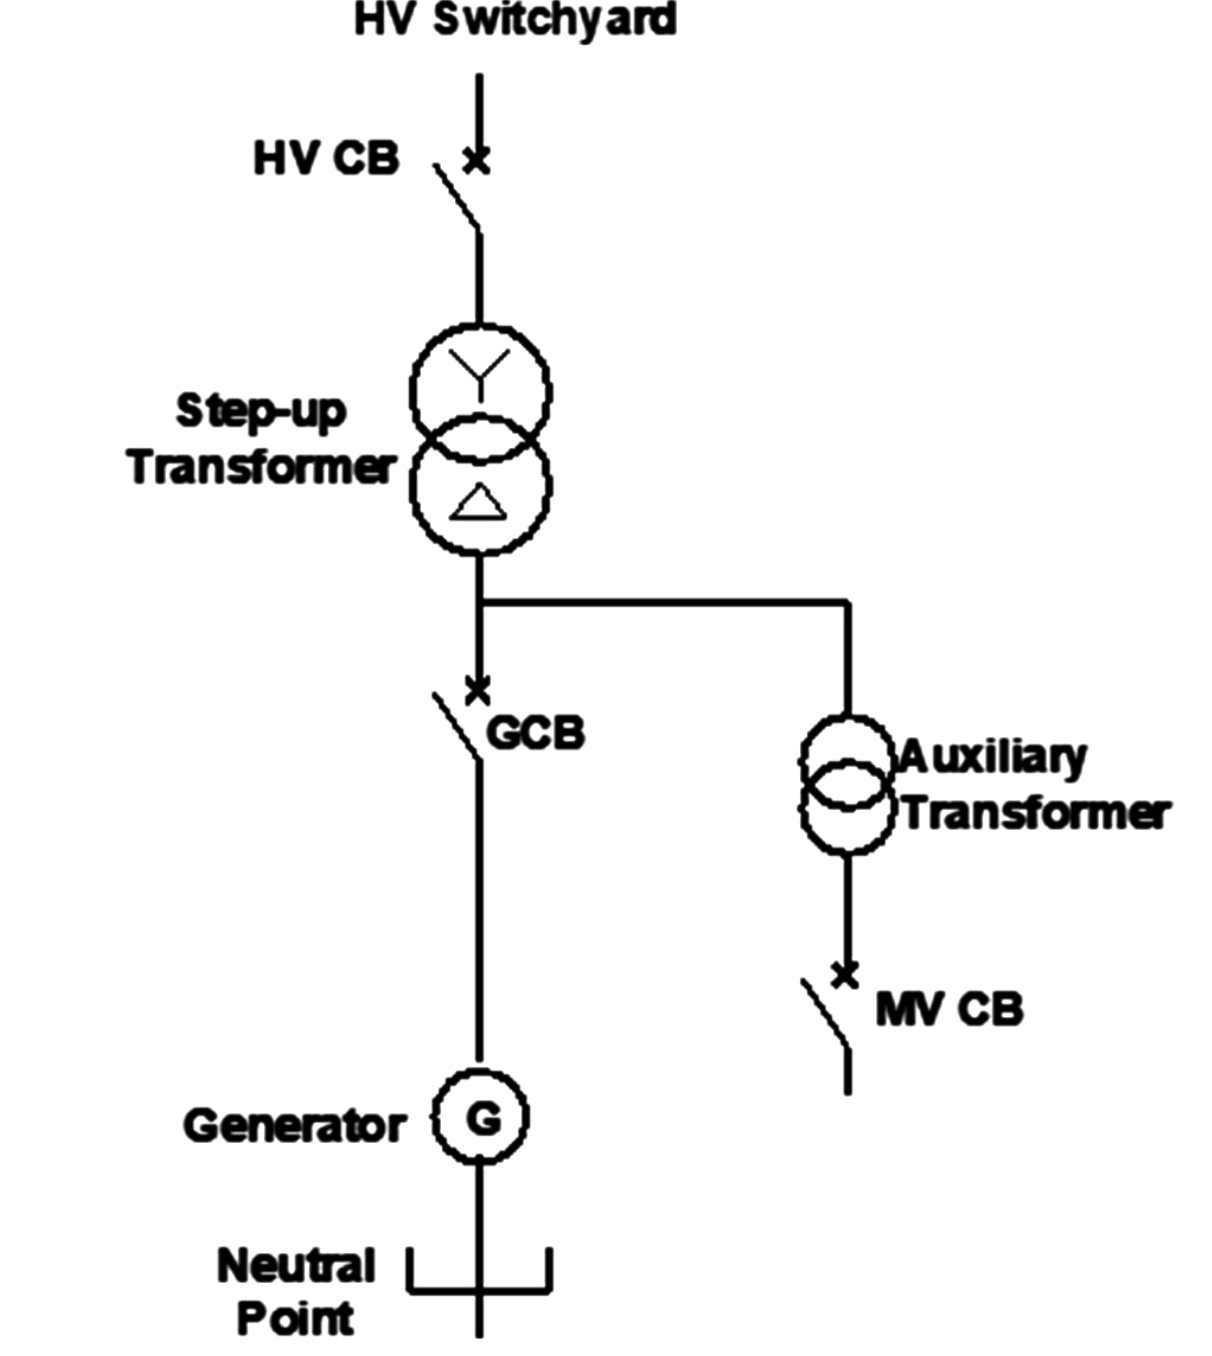 HV Switchyard
HV CB
Step-up
Transformer
GCB
Auxiliary
Transformer
MV CB
Generator
G
Neutral
Point